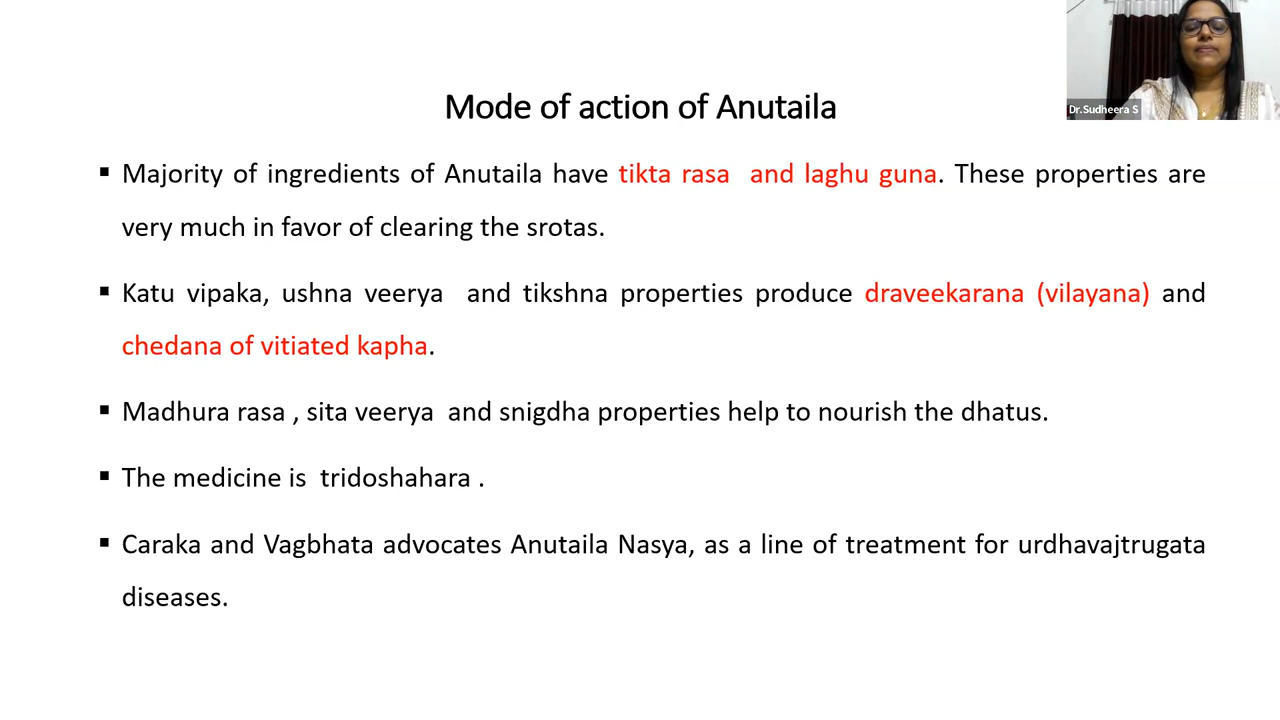 Dr.Sudheera S
Mode of action of Anutaila
▪ Majority of ingredients of Anutaila have tikta rasa and laghu guna. These properties are
very much in favor of clearing the srotas.
▪ Katu vipaka, ushna veerya and tikshna properties produce draveekarana (vilayana) and
chedana of vitiated kapha.
▪ Madhura rasa , sita veerya and snigdha properties help to nourish the dhatus.
▪ The medicine is tridoshahara .
▪ Caraka and Vagbhata advocates Anutaila Nasya, as a line of treatment for urdhavajtrugata
diseases.